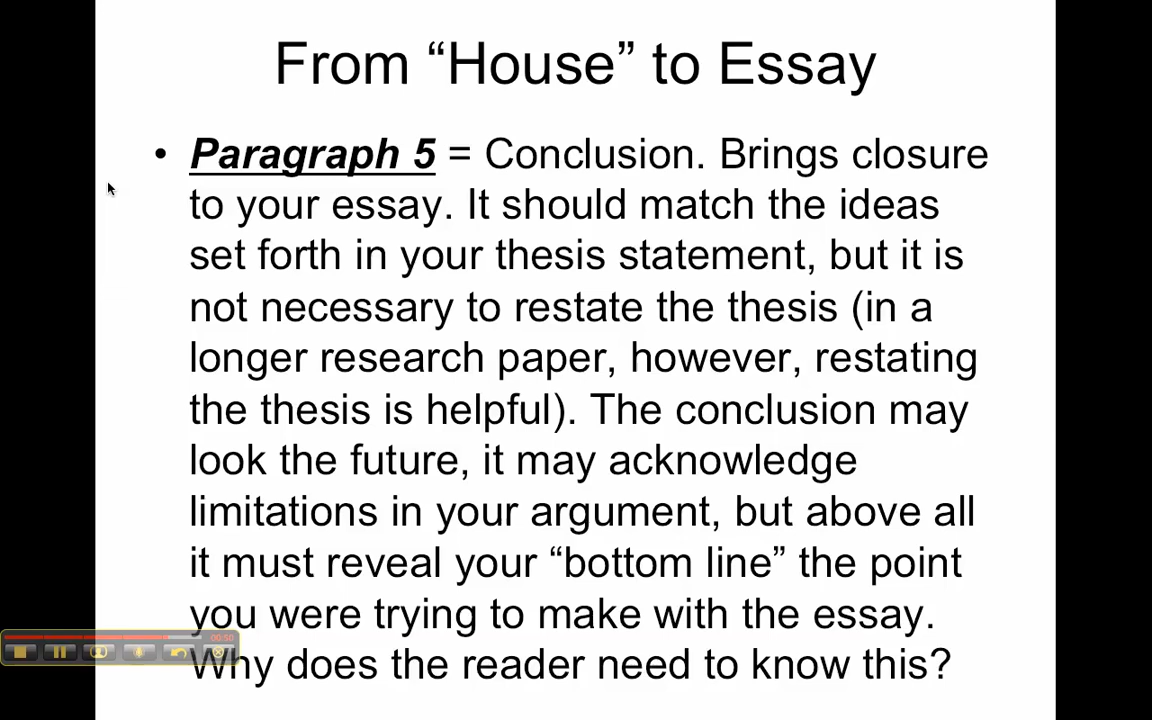 From “House” to Essay
• Paragraph 5 = Conclusion. Brings closure
to your essay. It should match the ideas
set forth in your thesis statement, but it is
not necessary to restate the thesis (in a
longer research paper, however, restating
the thesis is helpful). The conclusion may
look the future, it may acknowledge
limitations in your argument, but above all
it must reveal your “bottom line” the point
you were trying to make with the essay.
00:50
Why does the reader need to know this?